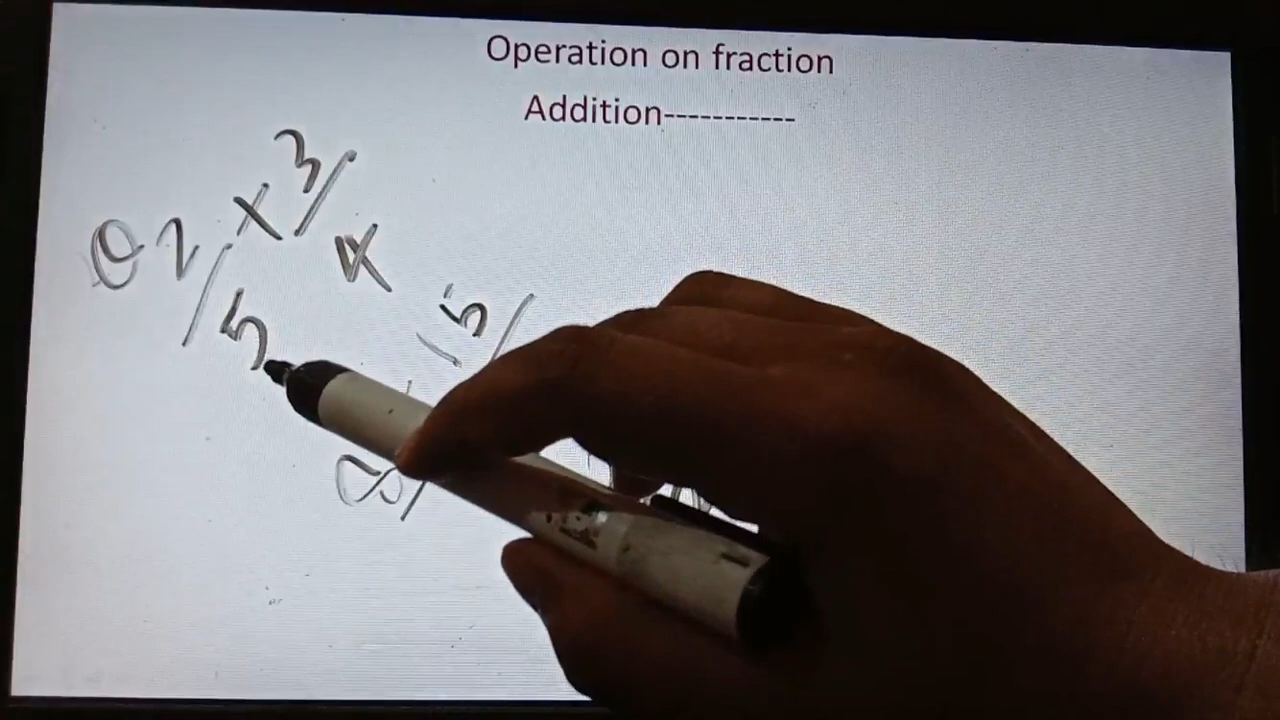 Operation on fraction
Addition-----------
2/5 × 3/4
8/ 15/